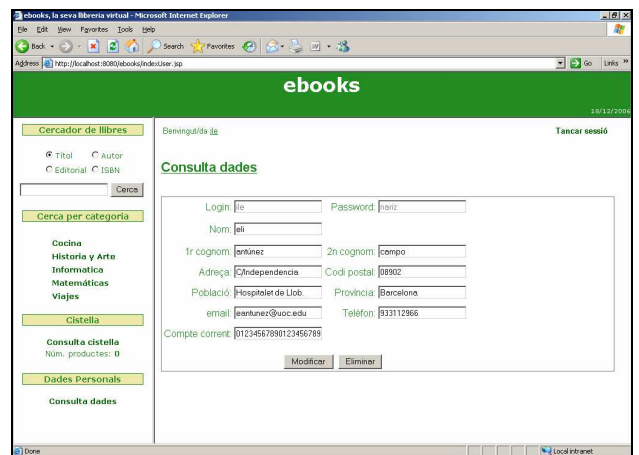 ebooks, la seva llibreria virtual - Microsoft Internet Explorer
File Edit View Favorites Tools Help
Back Search Favorites
Address http://localhost:8080/ebooks/indexUser.jsp Go Links »
ebooks
18/12/2006
Cercador de llibres
Títol Autor
Editorial ISBN
Cerca
Cerca per categoria
Cocina
Historia y Arte
Informatica
Matemáticas
Viajes
Cistella
Consulta cistella
Núm. productes: 0
Dades Personals
Consulta dades
Benvingut/da ile
Tancar sessió
Consulta dades
Login: ile Password: nariz
Nom: eli
1r cognom: antúnez 2n cognom: campo
Adreça: C/Independencia Codi postal: 08902
Població: Hospitalet de Llob. Província: Barcelona
email: eantunez@uoc.edu Telèfon: 933112966
Compte corrent: 01234567890123456789
Modificar Eliminar
Done Local intranet